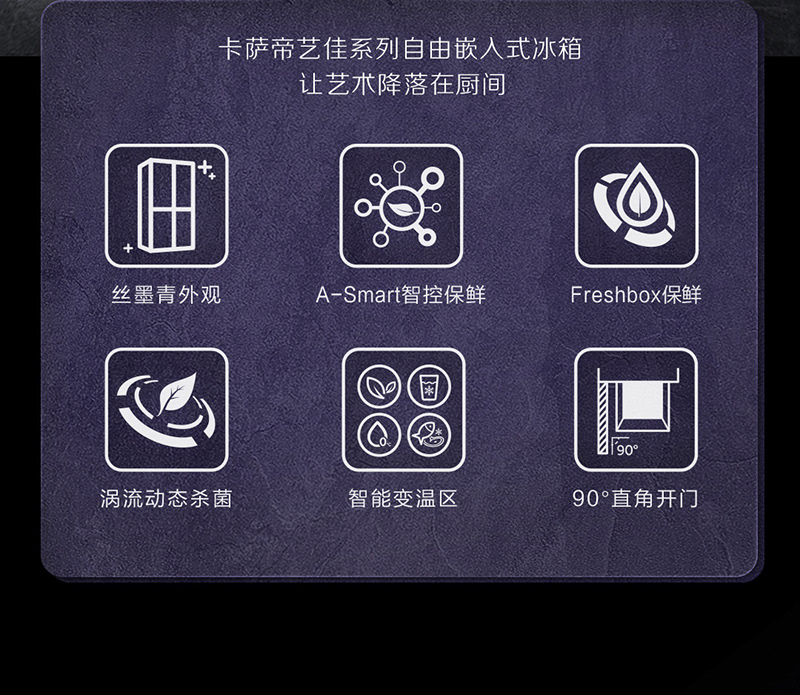 卡萨帝艺佳系列自由嵌入式冰箱
让艺术降落在厨间
丝墨青外观
A-Smart智控保鲜
Freshbox保鲜
0℃
90°
涡流动态杀菌
智能变温区
90°直角开门